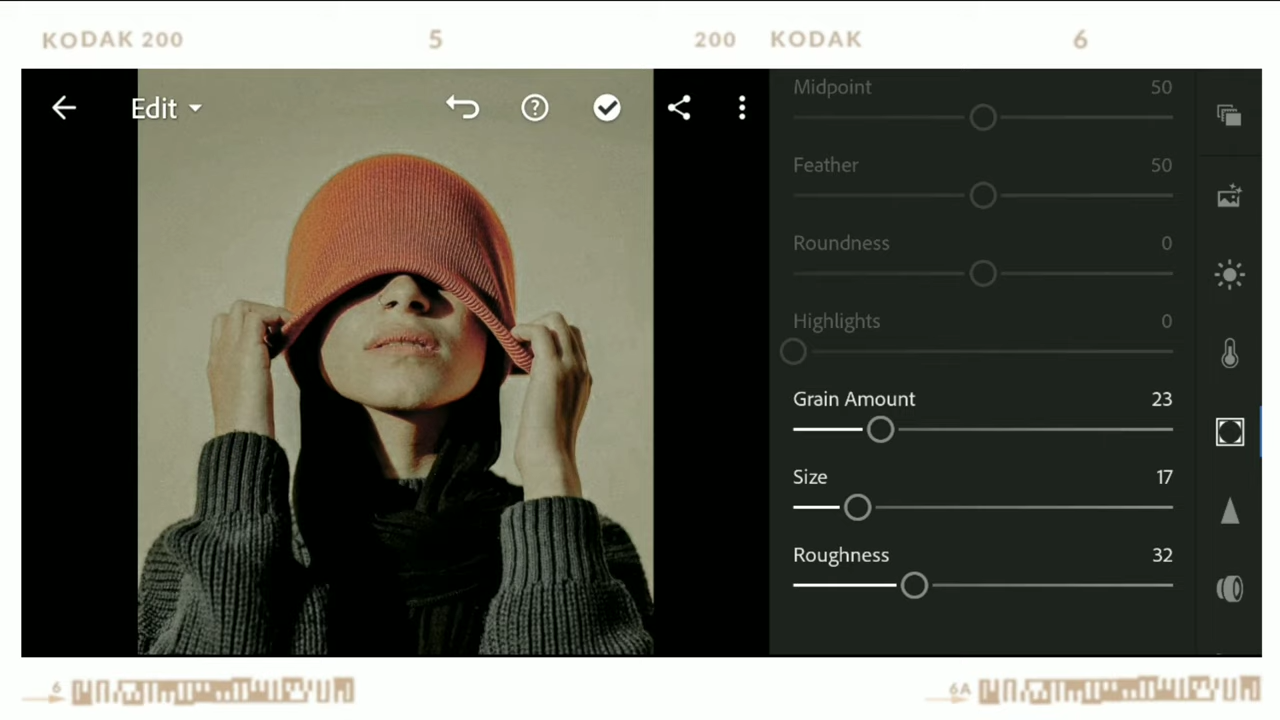 KODAK 200 5 200 KODAK 6
Edit
Midpoint 50
Feather 50
Roundness 0
Highlights 0
Grain Amount 23
Size 17
Roughness 32
6 6A